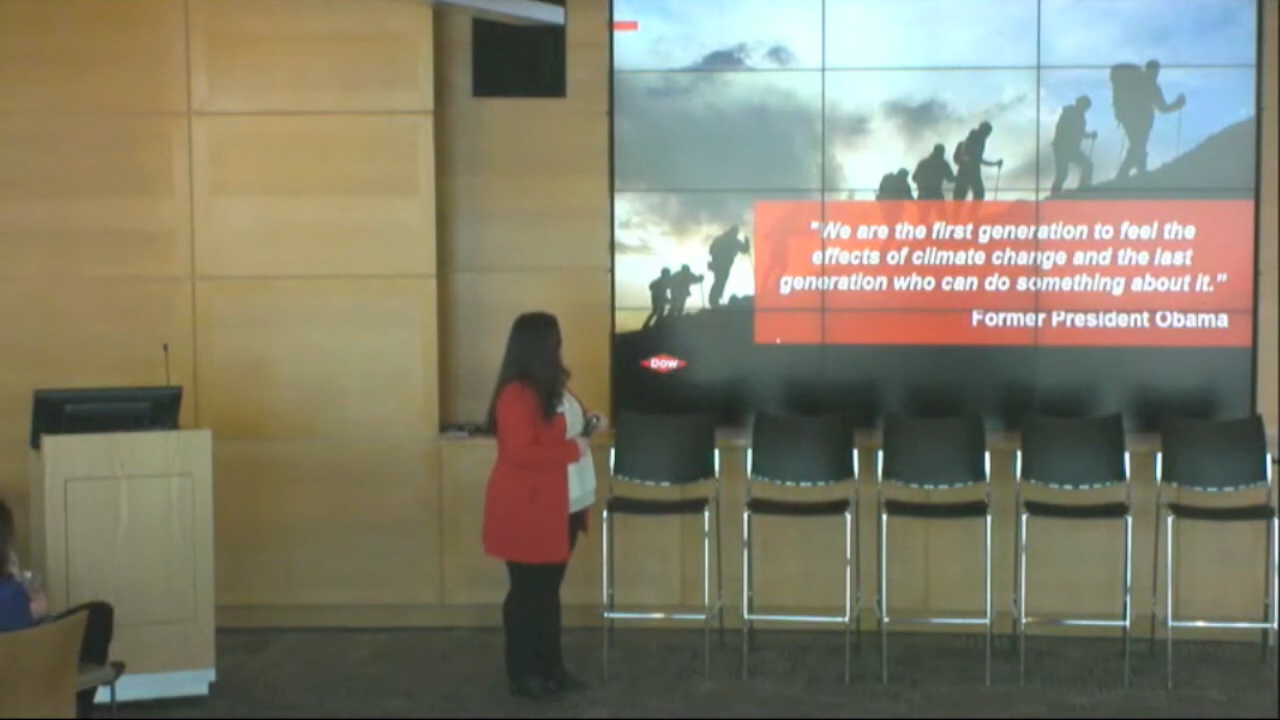 "We are the first generation to feel the
effects of climate change and the last
generation who can do something about it."
Former President Obama
Dow